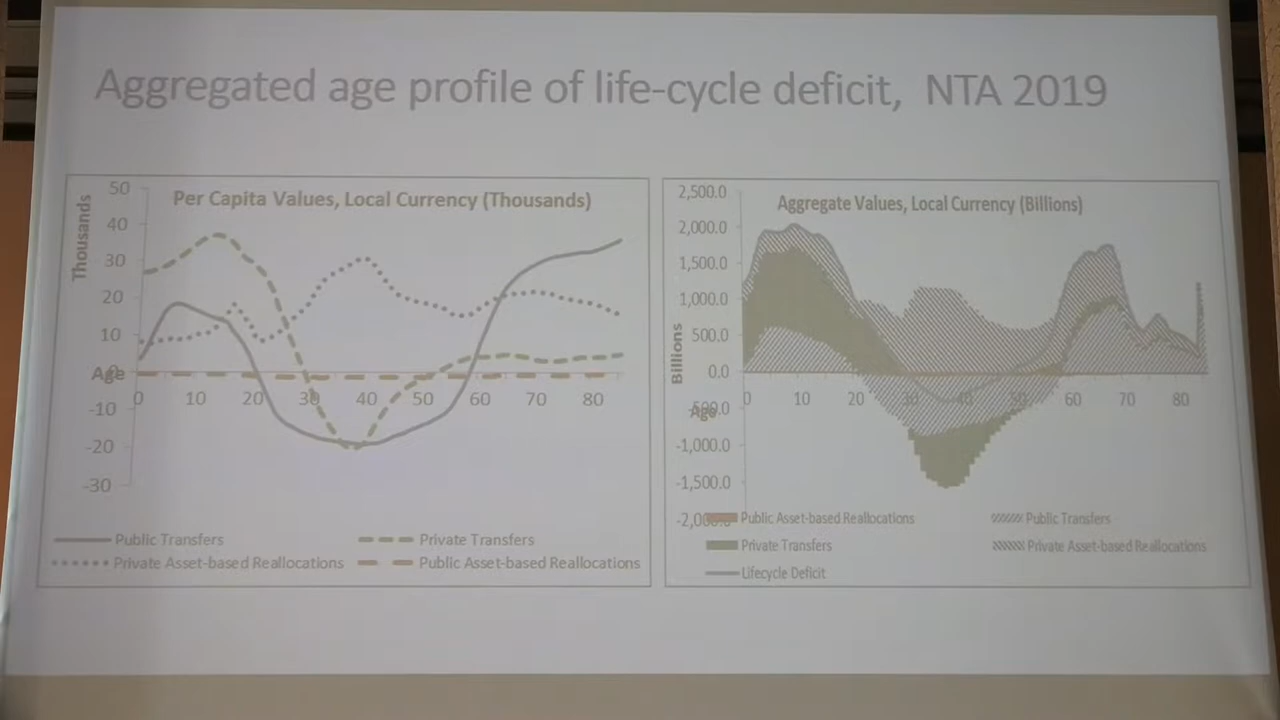 Aggregated age profile of life-cycle deficit, NTA 2019
Per Capita Values, Local Currency (Thousands)
Thousands
50
40
30
20
10
0
-10
-20
-30
Age
0 10 20 30 40 50 60 70 80
Public Transfers
Private Transfers
Private Asset-based Reallocations
Public Asset-based Reallocations
Aggregate Values, Local Currency (Billions)
Billions
2,500.0
2,000.0
1,500.0
1,000.0
500.0
0.0
-500.0
-1,000.0
-1,500.0
Age
0 10 20 30 40 50 60 70 80
Public Asset-based Reallocations
Public Transfers
Private Transfers
Private Asset-based Reallocations
Lifecycle Deficit